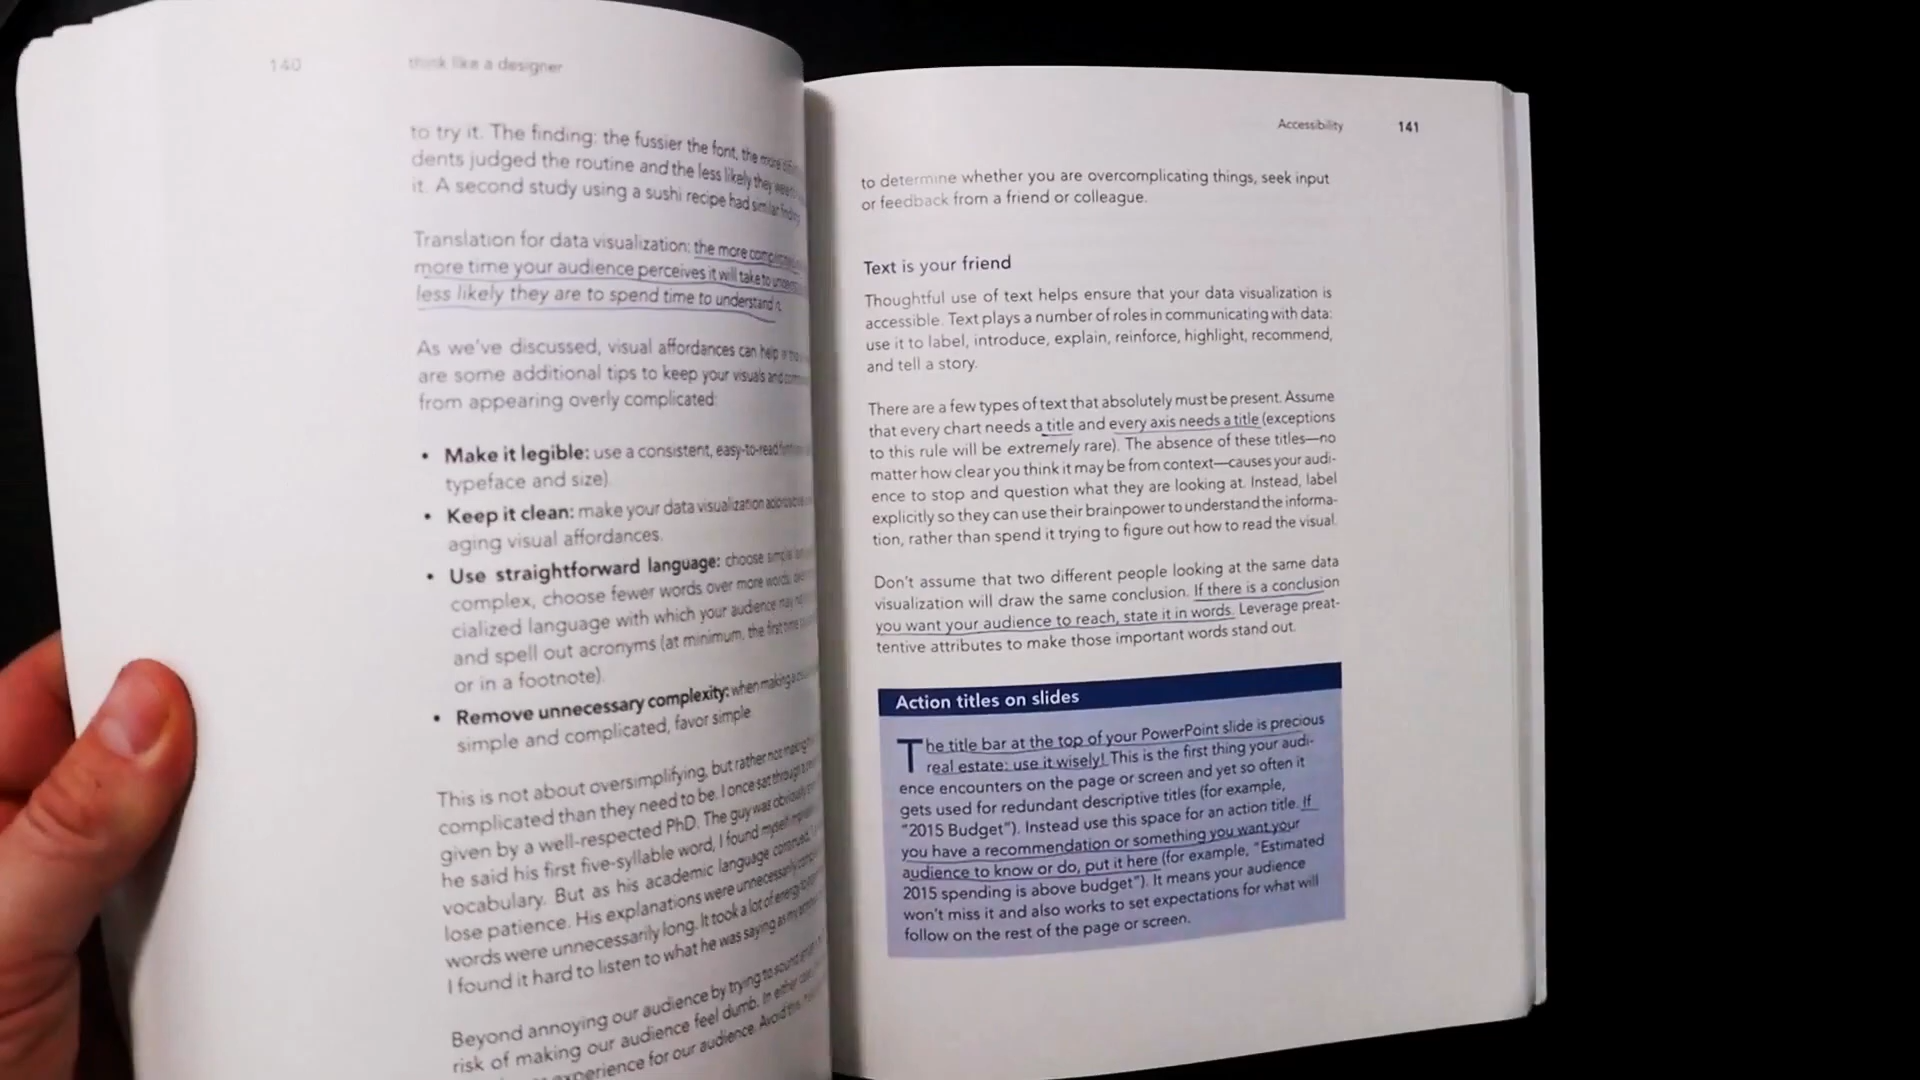 140 think like a designer
to try it. The finding: the fussier the font, the more
dents judged the routine and the less likely they were
it. A second study using a sushi recipe had similar
Translation for data visualization: the more
more time your audience perceives it will take to
less likely they are to spend time to understand it.
As we've discussed, visual affordances can help
are some additional tips to keep your visuals and
from appearing overly complicated:
• Make it legible: use a consistent, easy-to-read
typeface and size).
• Keep it clean: make your data visualization
aging visual affordances.
• Use straightforward language: choose
complex, choose fewer words over more words,
cialized language with which your audience may
and spell out acronyms (at minimum, the first time
or in a footnote).
• Remove unnecessary complexity: when making a
simple and complicated, favor simple.
This is not about oversimplifying, but rather not making
complicated than they need to be. I once sat through a
given by a well-respected PhD. The guy was obviously
he said his first five-syllable word, I found myself
vocabulary. But as his academic language continued,
lose patience. His explanations were unnecessarily
words were unnecessarily long. It took a lot of energy to
I found it hard to listen to what he was saying as my
Beyond annoying our audience by trying to sound
risk of making our audience feel dumb. In either case,
experience for our audience. Avoid this.
Accessibility 141
to determine whether you are overcomplicating things, seek input
or feedback from a friend or colleague.
Text is your friend
Thoughtful use of text helps ensure that your data visualization is
accessible. Text plays a number of roles in communicating with data:
use it to label, introduce, explain, reinforce, highlight, recommend,
and tell a story.
There are a few types of text that absolutely must be present. Assume
that every chart needs a title and every axis needs a title (exceptions
to this rule will be extremely rare). The absence of these titles—no
matter how clear you think it may be from context—causes your audi-
ence to stop and question what they are looking at. Instead, label
explicitly so they can use their brainpower to understand the informa-
tion, rather than spend it trying to figure out how to read the visual.
Don't assume that two different people looking at the same data
visualization will draw the same conclusion. If there is a conclusion
you want your audience to reach, state it in words. Leverage preat-
tentive attributes to make those important words stand out.
Action titles on slides
The title bar at the top of your PowerPoint slide is precious
real estate: use it wisely! This is the first thing your audi-
ence encounters on the page or screen and yet so often it
gets used for redundant descriptive titles (for example,
"2015 Budget"). Instead use this space for an action title. If
you have a recommendation or something you want your
audience to know or do, put it here (for example, "Estimated
2015 spending is above budget"). It means your audience
won't miss it and also works to set expectations for what will
follow on the rest of the page or screen.